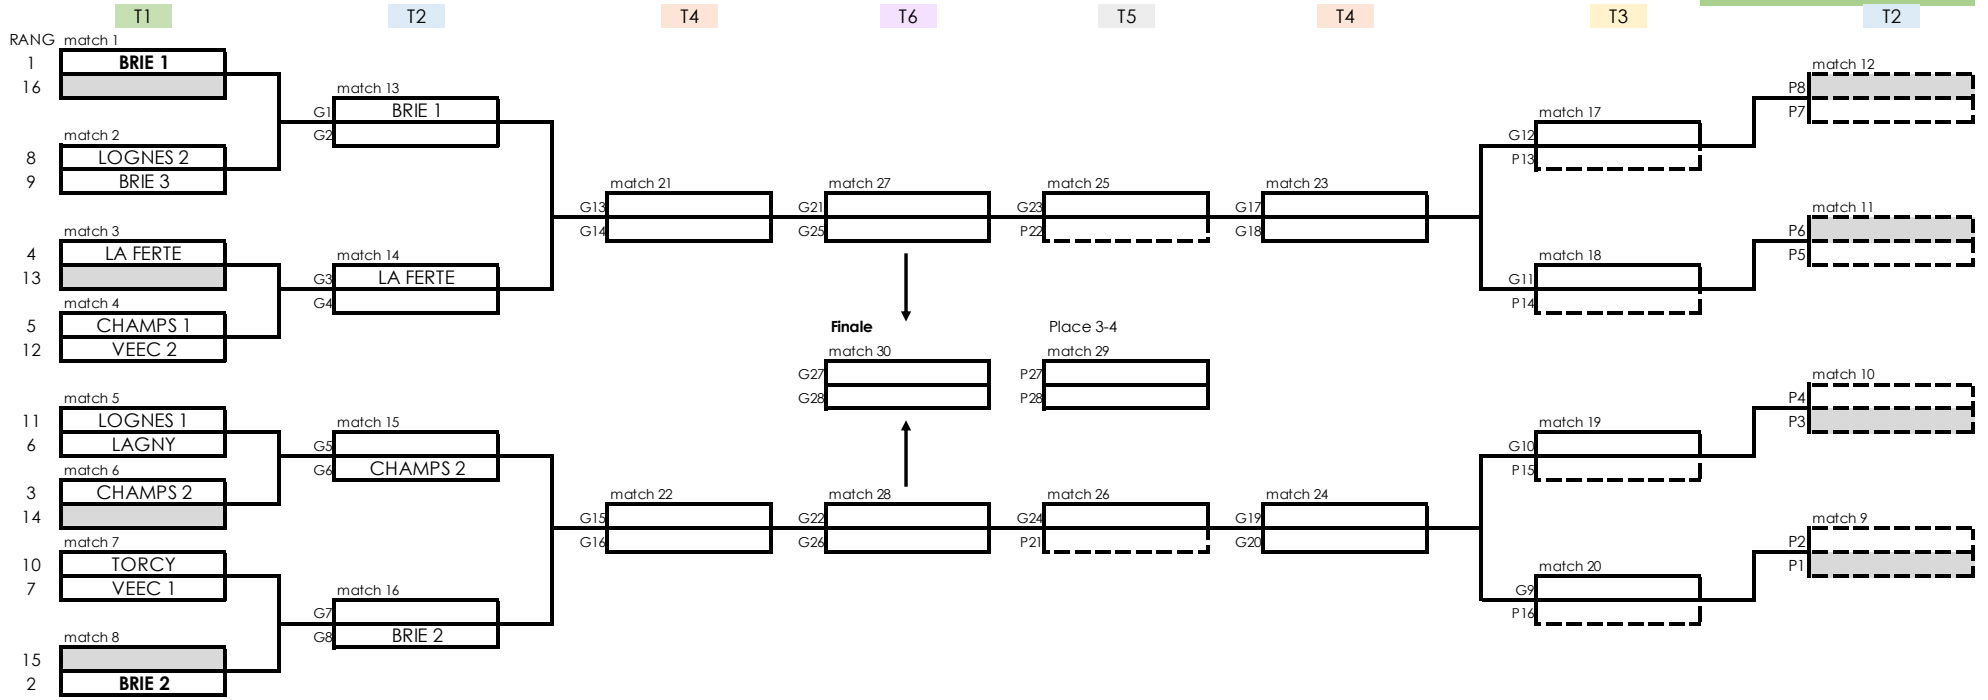 T1 T2 T4 T6 T5 T4 T3 T2
RANG match 1
1 BRIE 1
16
match 2
8 LOGNES 2
9 BRIE 3
match 3
4 LA FERTE
13
match 4
5 CHAMPS 1
12 VEEC 2
match 5
11 LOGNES 1
6 LAGNY
match 6
3 CHAMPS 2
14
match 7
10 TORCY
7 VEEC 1
match 8
15
2 BRIE 2
match 13
G1 BRIE 1
G2
match 14
G3 LA FERTE
G4
match 15
G5
G6 CHAMPS 2
match 16
G7
G8 BRIE 2
match 21
G13
G14
match 22
G15
G16
match 27
G21
G25
Finale
match 30
G27
G28
match 28
G22
G26
match 25
G23
P22
Place 3-4
match 29
P27
P28
match 26
G24
P21
match 23
G17
G18
match 24
G19
G20
match 17
G12
P13
match 18
G11
P14
match 19
G10
P15
match 20
G9
P16
match 12
P8
P7
match 11
P6
P5
match 10
P4
P3
match 9
P2
P1